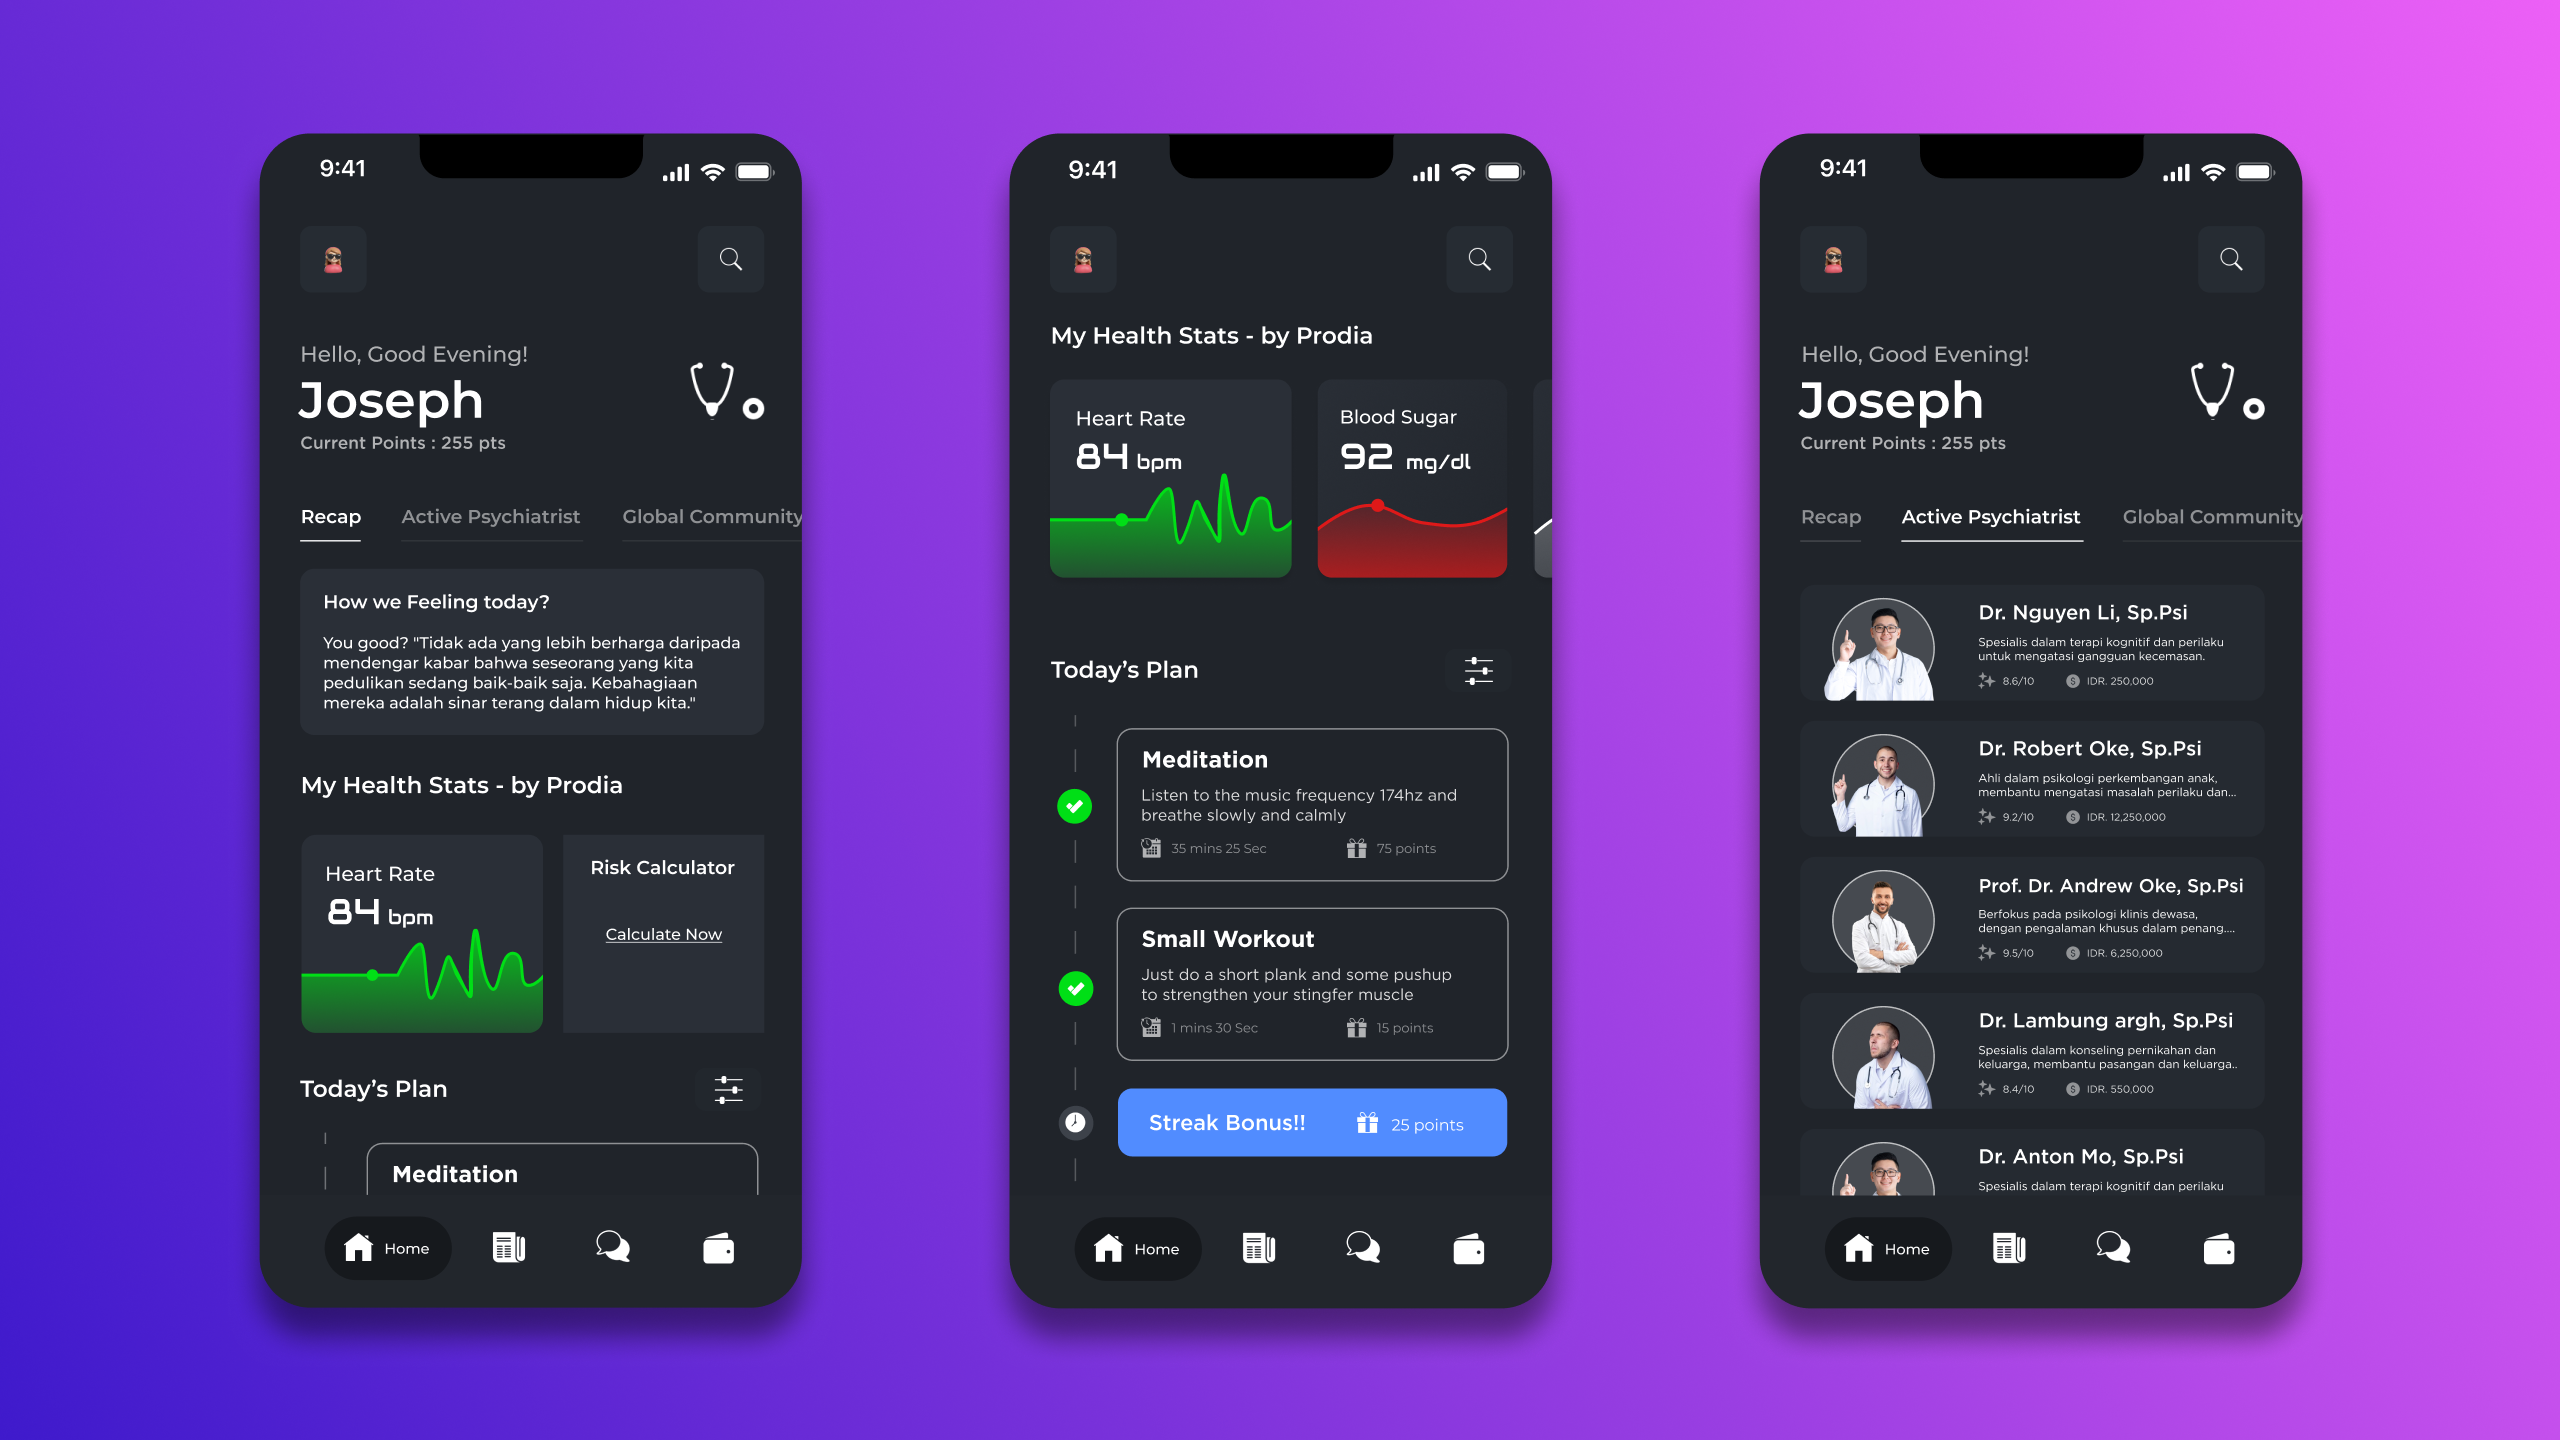 9:41
Hello, Good Evening!
Joseph
Current Points : 255 pts
Recap
Active Psychiatrist
Global Community
How we Feeling today?
You good? "Tidak ada yang lebih berharga daripada
mendengar kabar bahwa seseorang yang kita
pedulikan sedang baik-baik saja. Kebahagiaan
mereka adalah sinar terang dalam hidup kita."
My Health Stats - by Prodia
Heart Rate
84 bpm
Risk Calculator
Calculate Now
Today's Plan
Meditation
Home
9:41
My Health Stats - by Prodia
Heart Rate
84 bpm
Blood Sugar
92 mg/dl
Today's Plan
Meditation
Listen to the music frequency 174hz and
breathe slowly and calmly
35 mins 25 Sec
75 points
Small Workout
Just do a short plank and some pushup
to strengthen your stingfer muscle
1 mins 30 Sec
15 points
Streak Bonus!!
25 points
Home
9:41
Hello, Good Evening!
Joseph
Current Points : 255 pts
Recap
Active Psychiatrist
Global Community
Dr. Nguyen Li, Sp.Psi
Spesialis dalam terapi kognitif dan perilaku
untuk mengatasi gangguan kecemasan.
8.6/10
IDR. 250,000
Dr. Robert Oke, Sp.Psi
Ahli dalam psikologi perkembangan anak,
membantu mengatasi masalah perilaku dan...
9.2/10
IDR. 12,250,000
Prof. Dr. Andrew Oke, Sp.Psi
Berfokus pada psikologi klinis dewasa,
dengan pengalaman khusus dalam penang....
9.5/10
IDR. 6,250,000
Dr. Lambung argh, Sp.Psi
Spesialis dalam konseling pernikahan dan
keluarga, membantu pasangan dan keluarga..
8.4/10
IDR. 550,000
Dr. Anton Mo, Sp.Psi
Spesialis dalam terapi kognitif dan perilaku
Home